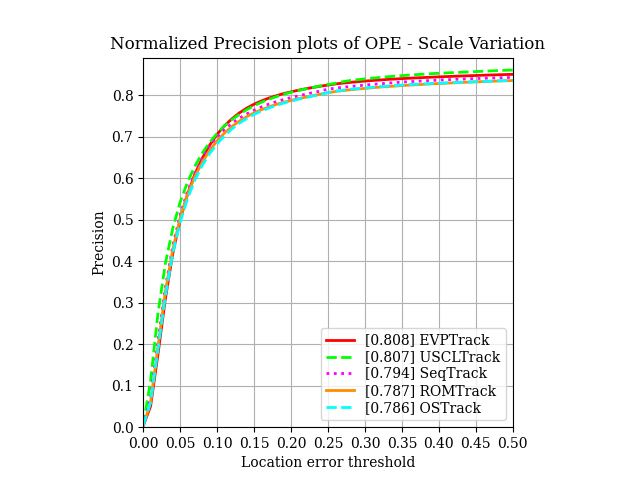 Normalized Precision plots of OPE - Scale Variation
Precision
0.8
0.7
0.6
0.5
0.4
0.3
0.2
0.1
0.0
[0.808] EVPTrack
[0.807] USCLTrack
[0.794] SeqTrack
[0.787] ROMTrack
[0.786] OSTrack
0.00 0.05 0.10 0.15 0.20 0.25 0.30 0.35 0.40 0.45 0.50
Location error threshold